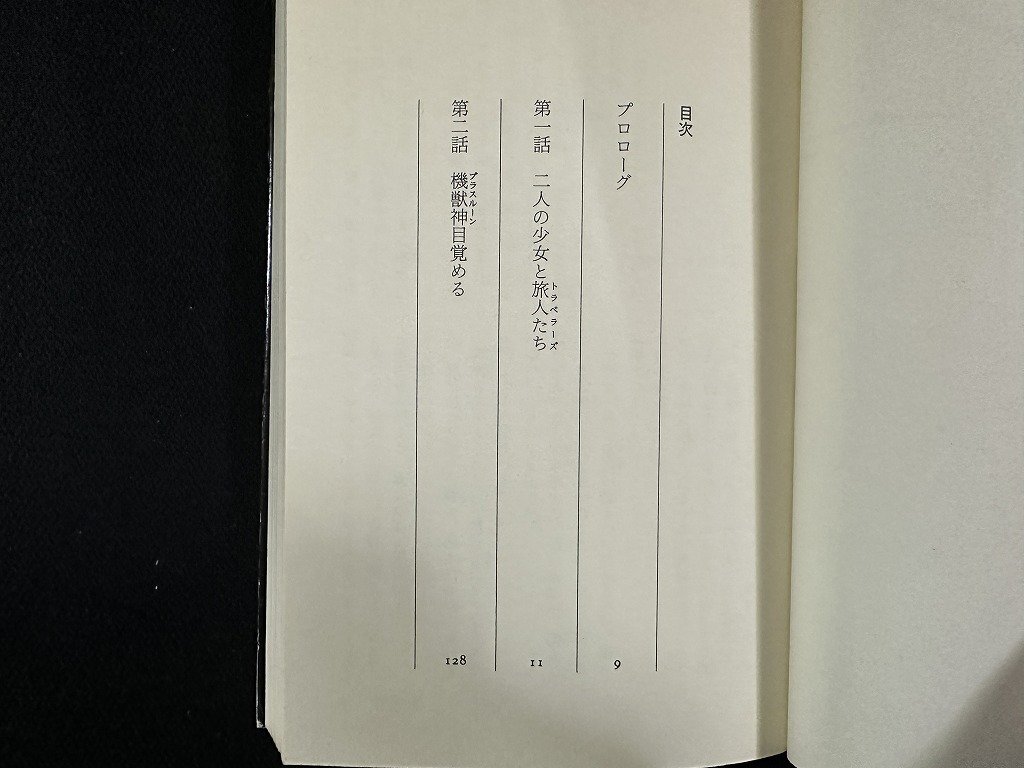 目次
プロローグ
9
第一話 二人の少女と旅人たち
トラベラーズ
11
第二話 機獣神目覚める
プラスルーン
128